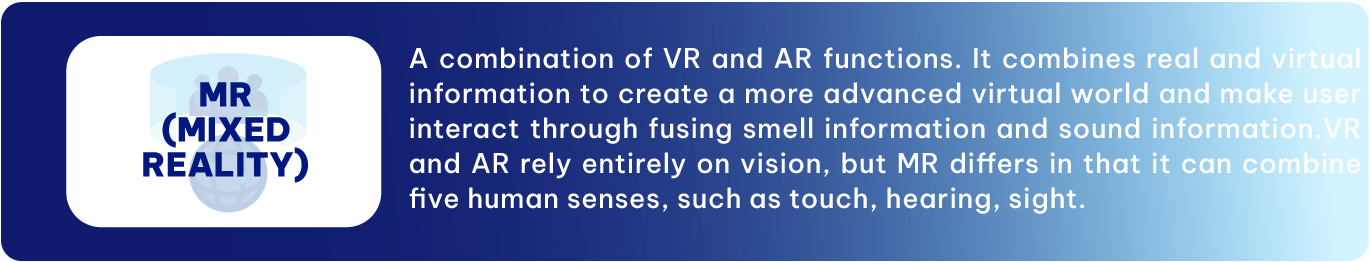 MR
(MIXED
REALITY)
A combination of VR and AR functions. It combines real and virtual
information to create a more advanced virtual world and make user
interact through fusing smell information and sound information.VR
and AR rely entirely on vision, but MR differs in that it can combine
five human senses, such as touch, hearing, sight.